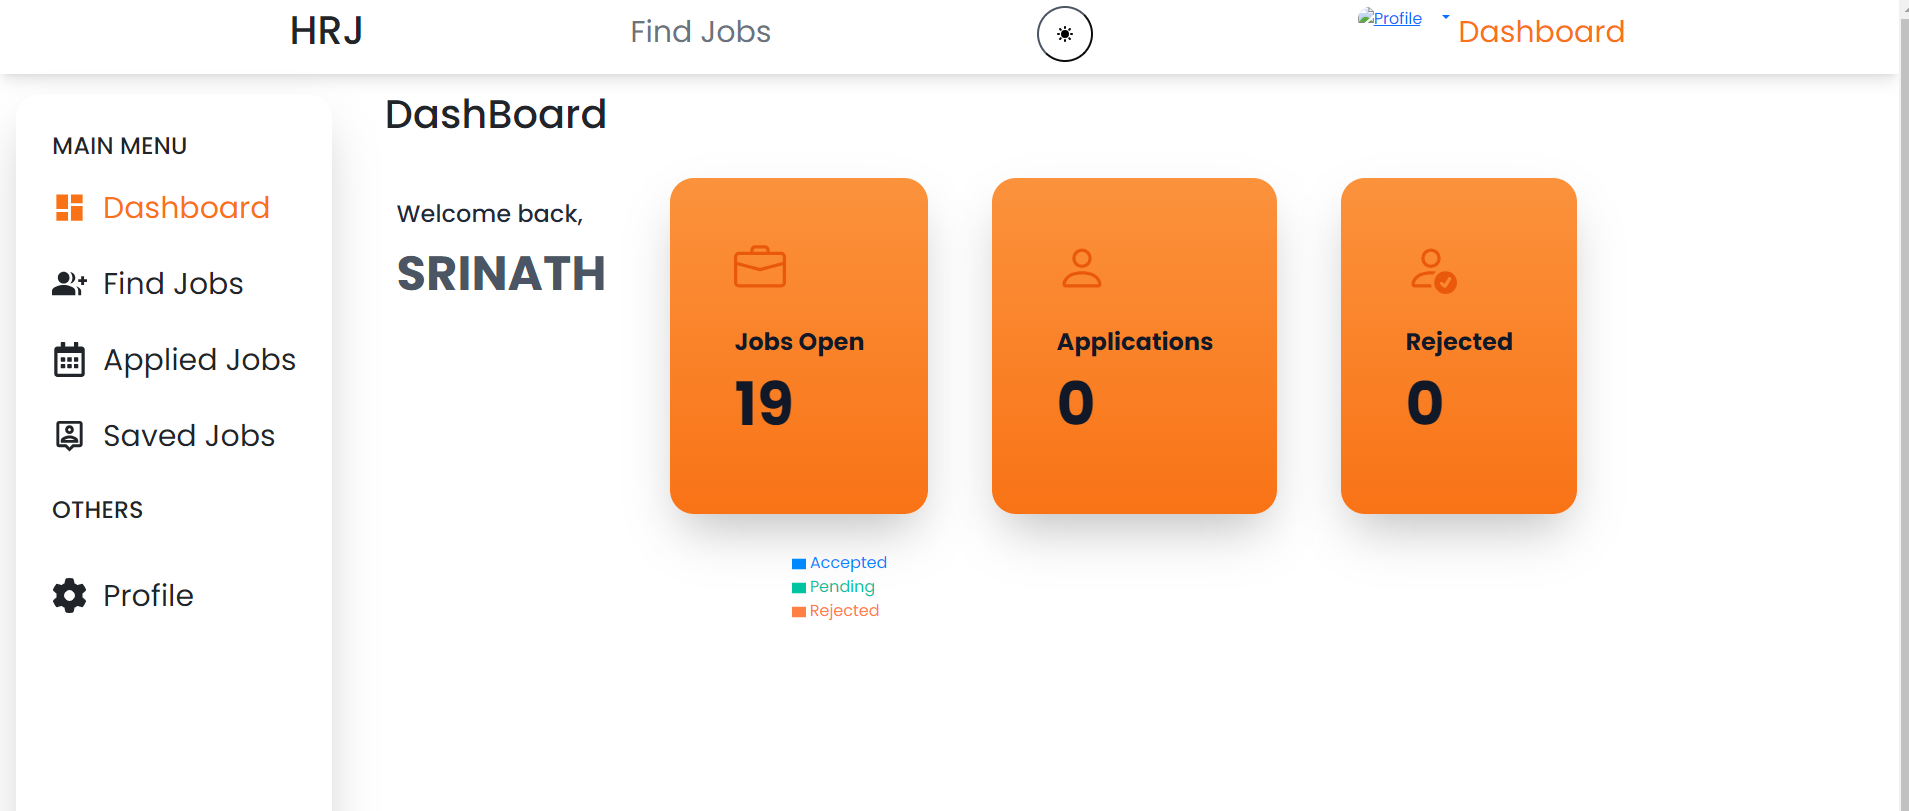 HRJ
Find Jobs
Profile
Dashboard
MAIN MENU
Dashboard
Find Jobs
Applied Jobs
Saved Jobs
OTHERS
Profile
DashBoard
Welcome back,
SRINATH
Jobs Open
19
Applications
0
Rejected
0
Accepted
Pending
Rejected